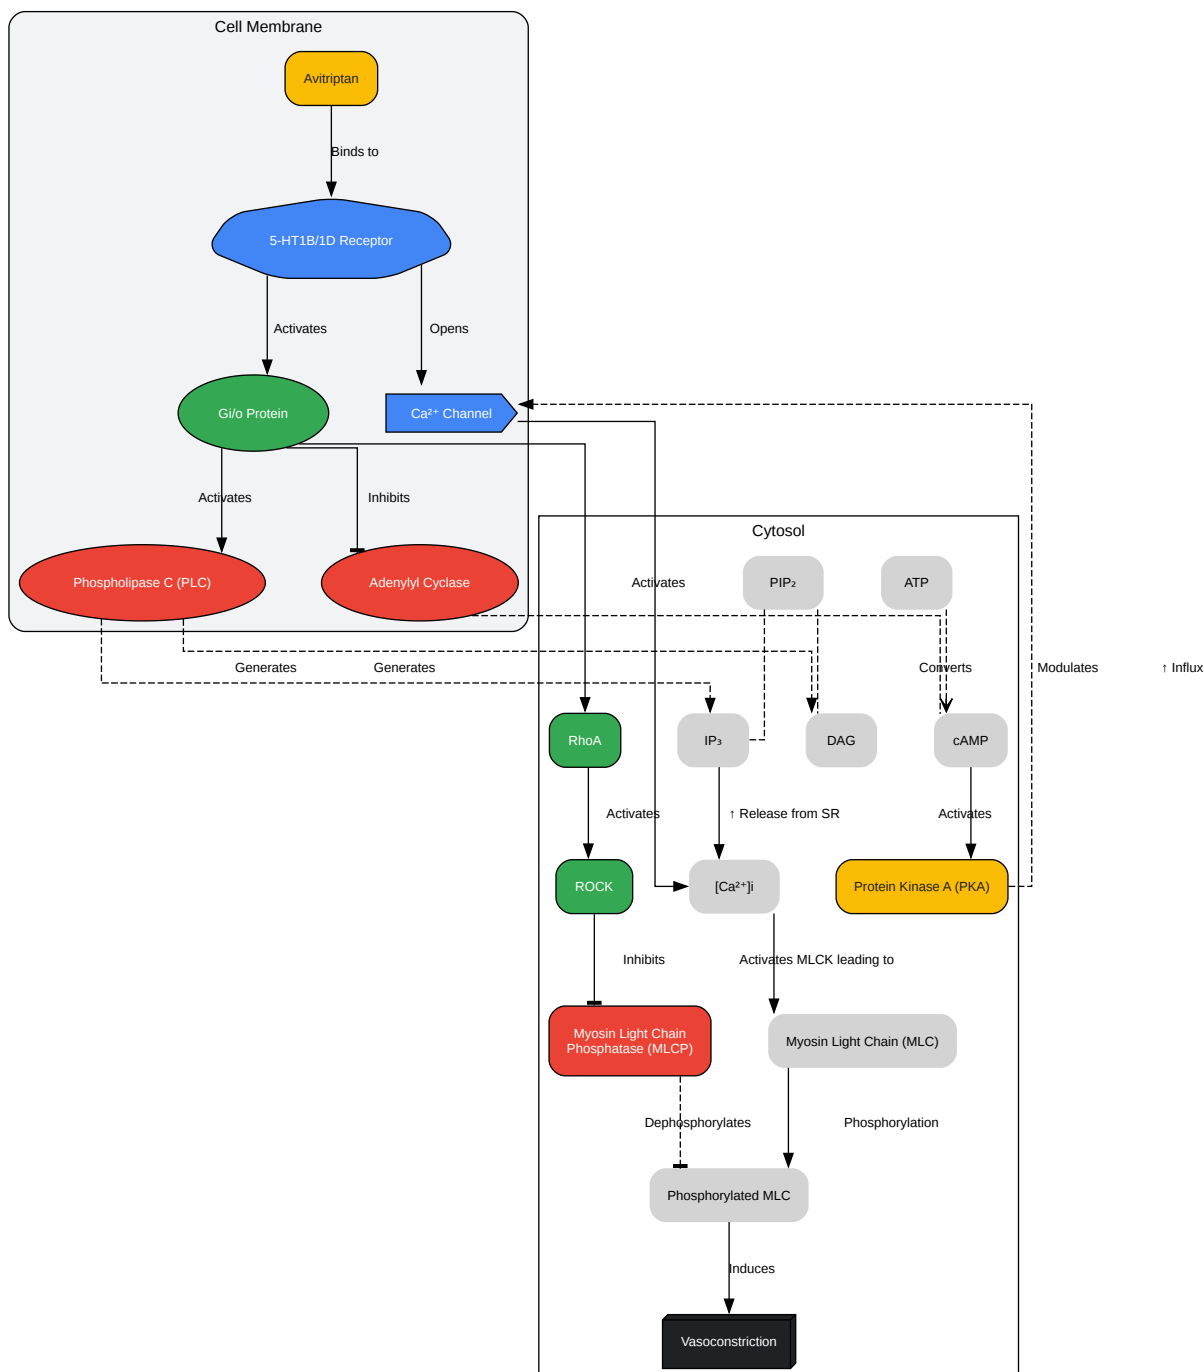 Cell Membrane
Avitriptan
Binds to
5-HT1B/1D Receptor
Activates
Opens
Gi/o Protein
Ca²⁺ Channel
Activates
Inhibits
Cytosol
Phospholipase C (PLC)
Adenylyl Cyclase
Activates
PIP₂
ATP
Generates
Generates
Converts
Modulates
↑ Influx
RhoA
IP₃
DAG
cAMP
Activates
↑ Release from SR
Activates
ROCK
[Ca²⁺]i
Protein Kinase A (PKA)
Inhibits
Activates MLCK leading to
Myosin Light Chain
Phosphatase (MLCP)
Myosin Light Chain (MLC)
Dephosphorylates
Phosphorylation
Phosphorylated MLC
Induces
Vasoconstriction